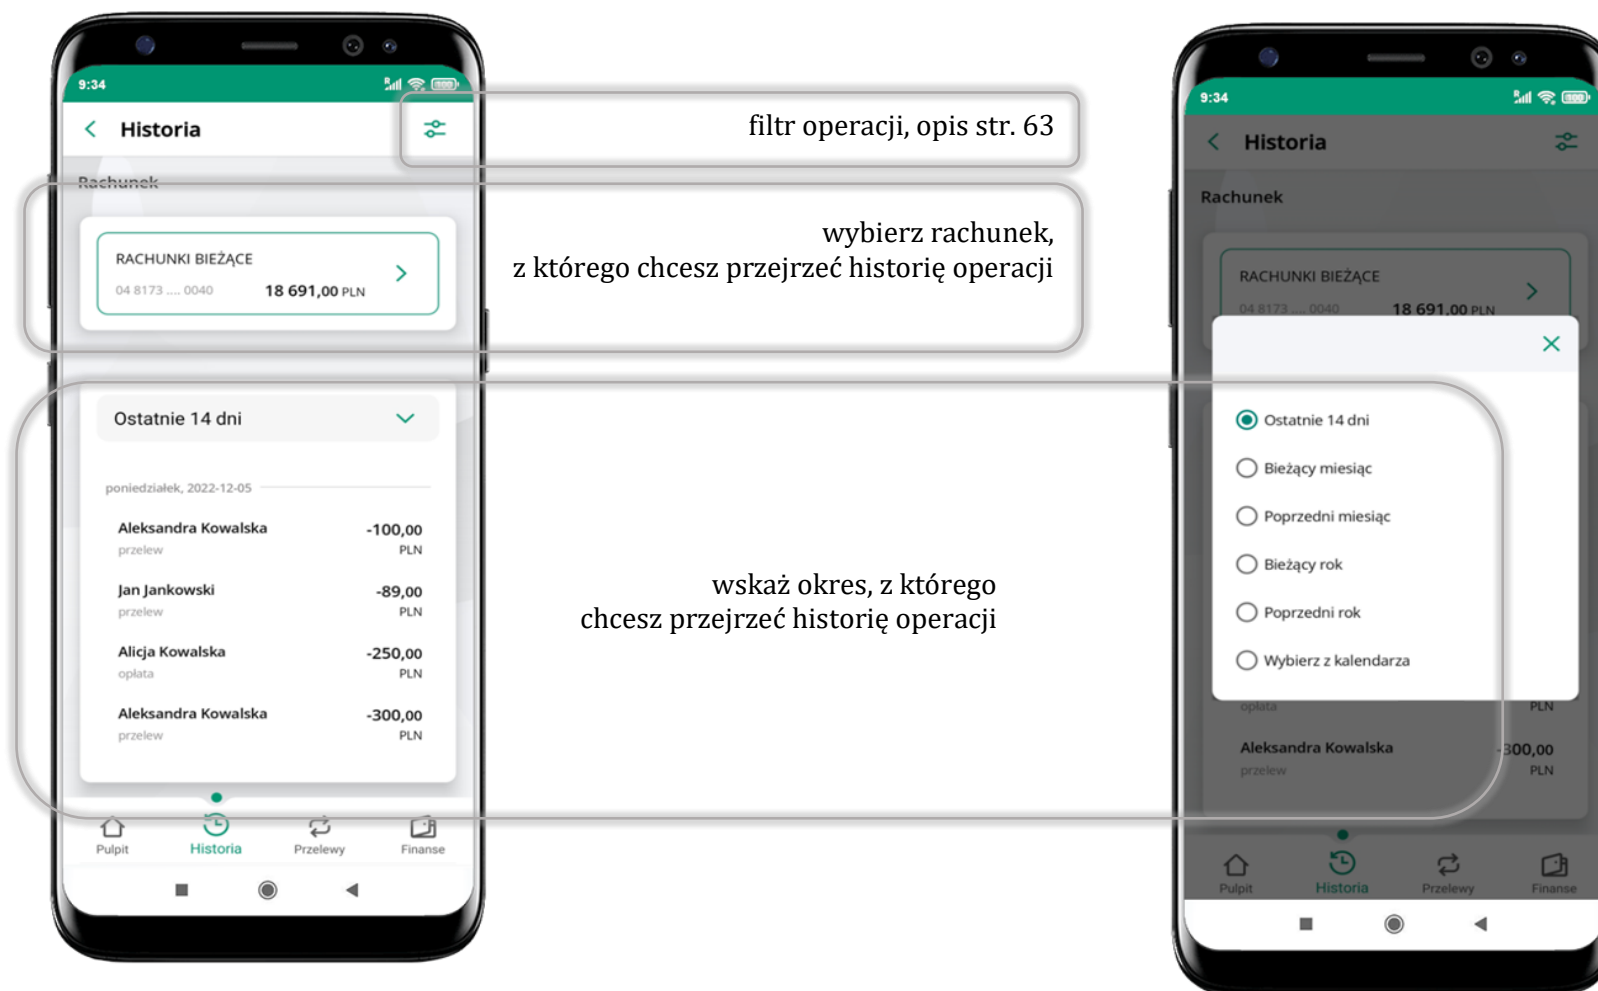 9:34
Historia
Rachunek
RACHUNKI BIEŻĄCE
04 8173 .... 0040 18 691,00 PLN
Ostatnie 14 dni
poniedziałek, 2022-12-05
Aleksandra Kowalska -100,00
przelew PLN
Jan Jankowski -89,00
przelew PLN
Alicja Kowalska -250,00
opłata PLN
Aleksandra Kowalska -300,00
przelew PLN
Pulpit Historia Przelewy Finanse
filtr operacji, opis str. 63
wybierz rachunek,
z którego chcesz przejrzeć historię operacji
wskaż okres, z którego
chcesz przejrzeć historię operacji
9:34
Historia
Rachunek
RACHUNKI BIEŻĄCE
04 8173 .... 0040 18 691,00 PLN
Ostatnie 14 dni
Bieżący miesiąc
Poprzedni miesiąc
Bieżący rok
Poprzedni rok
Wybierz z kalendarza
opłata PLN
Aleksandra Kowalska -300,00
przelew PLN
Pulpit Historia Przelewy Finanse